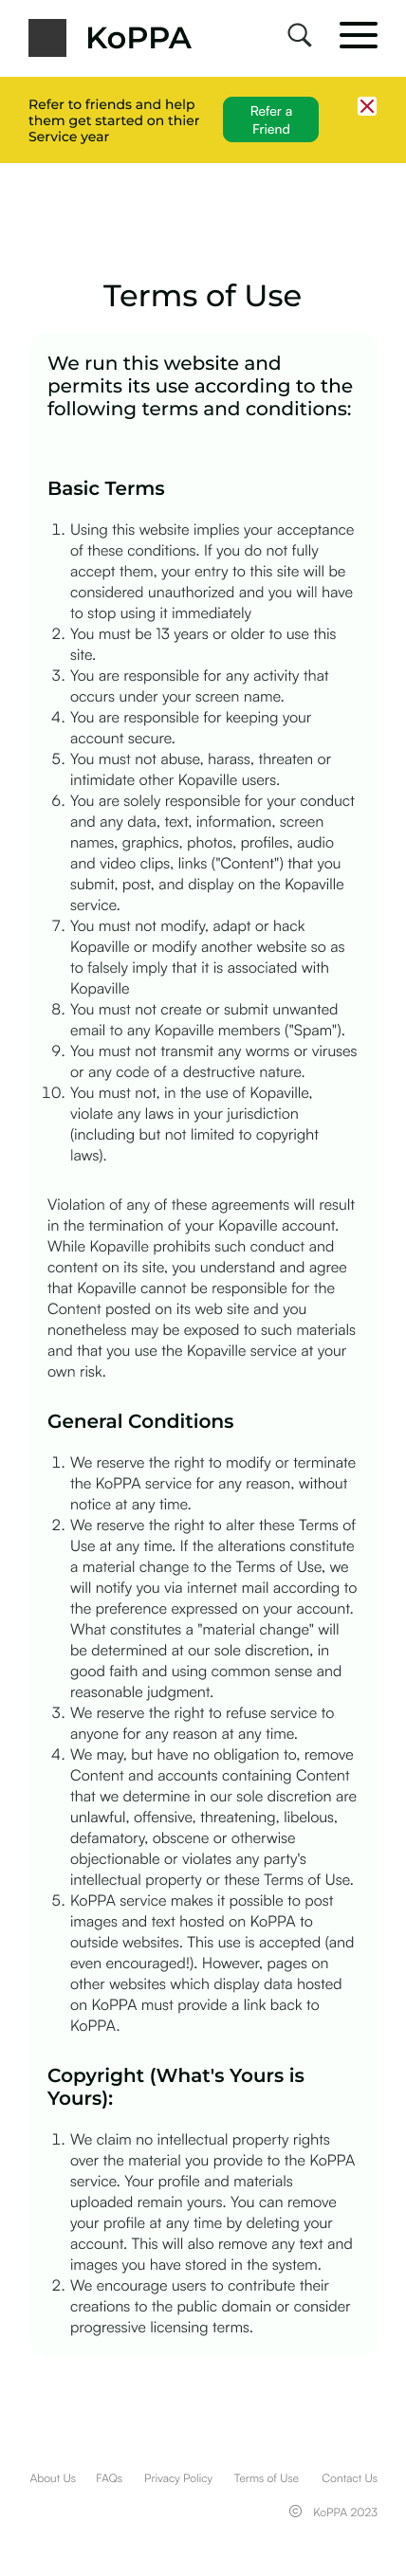 KoPPA
Refer to friends and help
them get started on thier
Service year
Refer a
Friend
Terms of Use
We run this website and
permits its use according to the
following terms and conditions:
Basic Terms
1. Using this website implies your acceptance
of these conditions. If you do not fully
accept them, your entry to this site will be
considered unauthorized and you will have
to stop using it immediately
2. You must be 13 years or older to use this
site.
3. You are responsible for any activity that
occurs under your screen name.
4. You are responsible for keeping your
account secure.
5. You must not abuse, harass, threaten or
intimidate other Kopaville users.
6. You are solely responsible for your conduct
and any data, text, information, screen
names, graphics, photos, profiles, audio
and video clips, links ("Content") that you
submit, post, and display on the Kopaville
service.
7. You must not modify, adapt or hack
Kopaville or modify another website so as
to falsely imply that it is associated with
Kopaville
8. You must not create or submit unwanted
email to any Kopaville members ("Spam").
9. You must not transmit any worms or viruses
or any code of a destructive nature.
10. You must not, in the use of Kopaville,
violate any laws in your jurisdiction
(including but not limited to copyright
laws).
Violation of any of these agreements will result
in the termination of your Kopaville account.
While Kopaville prohibits such conduct and
content on its site, you understand and agree
that Kopaville cannot be responsible for the
Content posted on its web site and you
nonetheless may be exposed to such materials
and that you use the Kopaville service at your
own risk.
General Conditions
1. We reserve the right to modify or terminate
the KoPPA service for any reason, without
notice at any time.
2. We reserve the right to alter these Terms of
Use at any time. If the alterations constitute
a material change to the Terms of Use, we
will notify you via internet mail according to
the preference expressed on your account.
What constitutes a "material change" will
be determined at our sole discretion, in
good faith and using common sense and
reasonable judgment.
3. We reserve the right to refuse service to
anyone for any reason at any time.
4. We may, but have no obligation to, remove
Content and accounts containing Content
that we determine in our sole discretion are
unlawful, offensive, threatening, libelous,
defamatory, obscene or otherwise
objectionable or violates any party's
intellectual property or these Terms of Use.
5. KoPPA service makes it possible to post
images and text hosted on KoPPA to
outside websites. This use is accepted (and
even encouraged!). However, pages on
other websites which display data hosted
on KoPPA must provide a link back to
KoPPA.
Copyright (What's Yours is
Yours):
1. We claim no intellectual property rights
over the material you provide to the KoPPA
service. Your profile and materials
uploaded remain yours. You can remove
your profile at any time by deleting your
account. This will also remove any text and
images you have stored in the system.
2. We encourage users to contribute their
creations to the public domain or consider
progressive licensing terms.
About Us FAQs Privacy Policy Terms of Use Contact Us
© KoPPA 2023